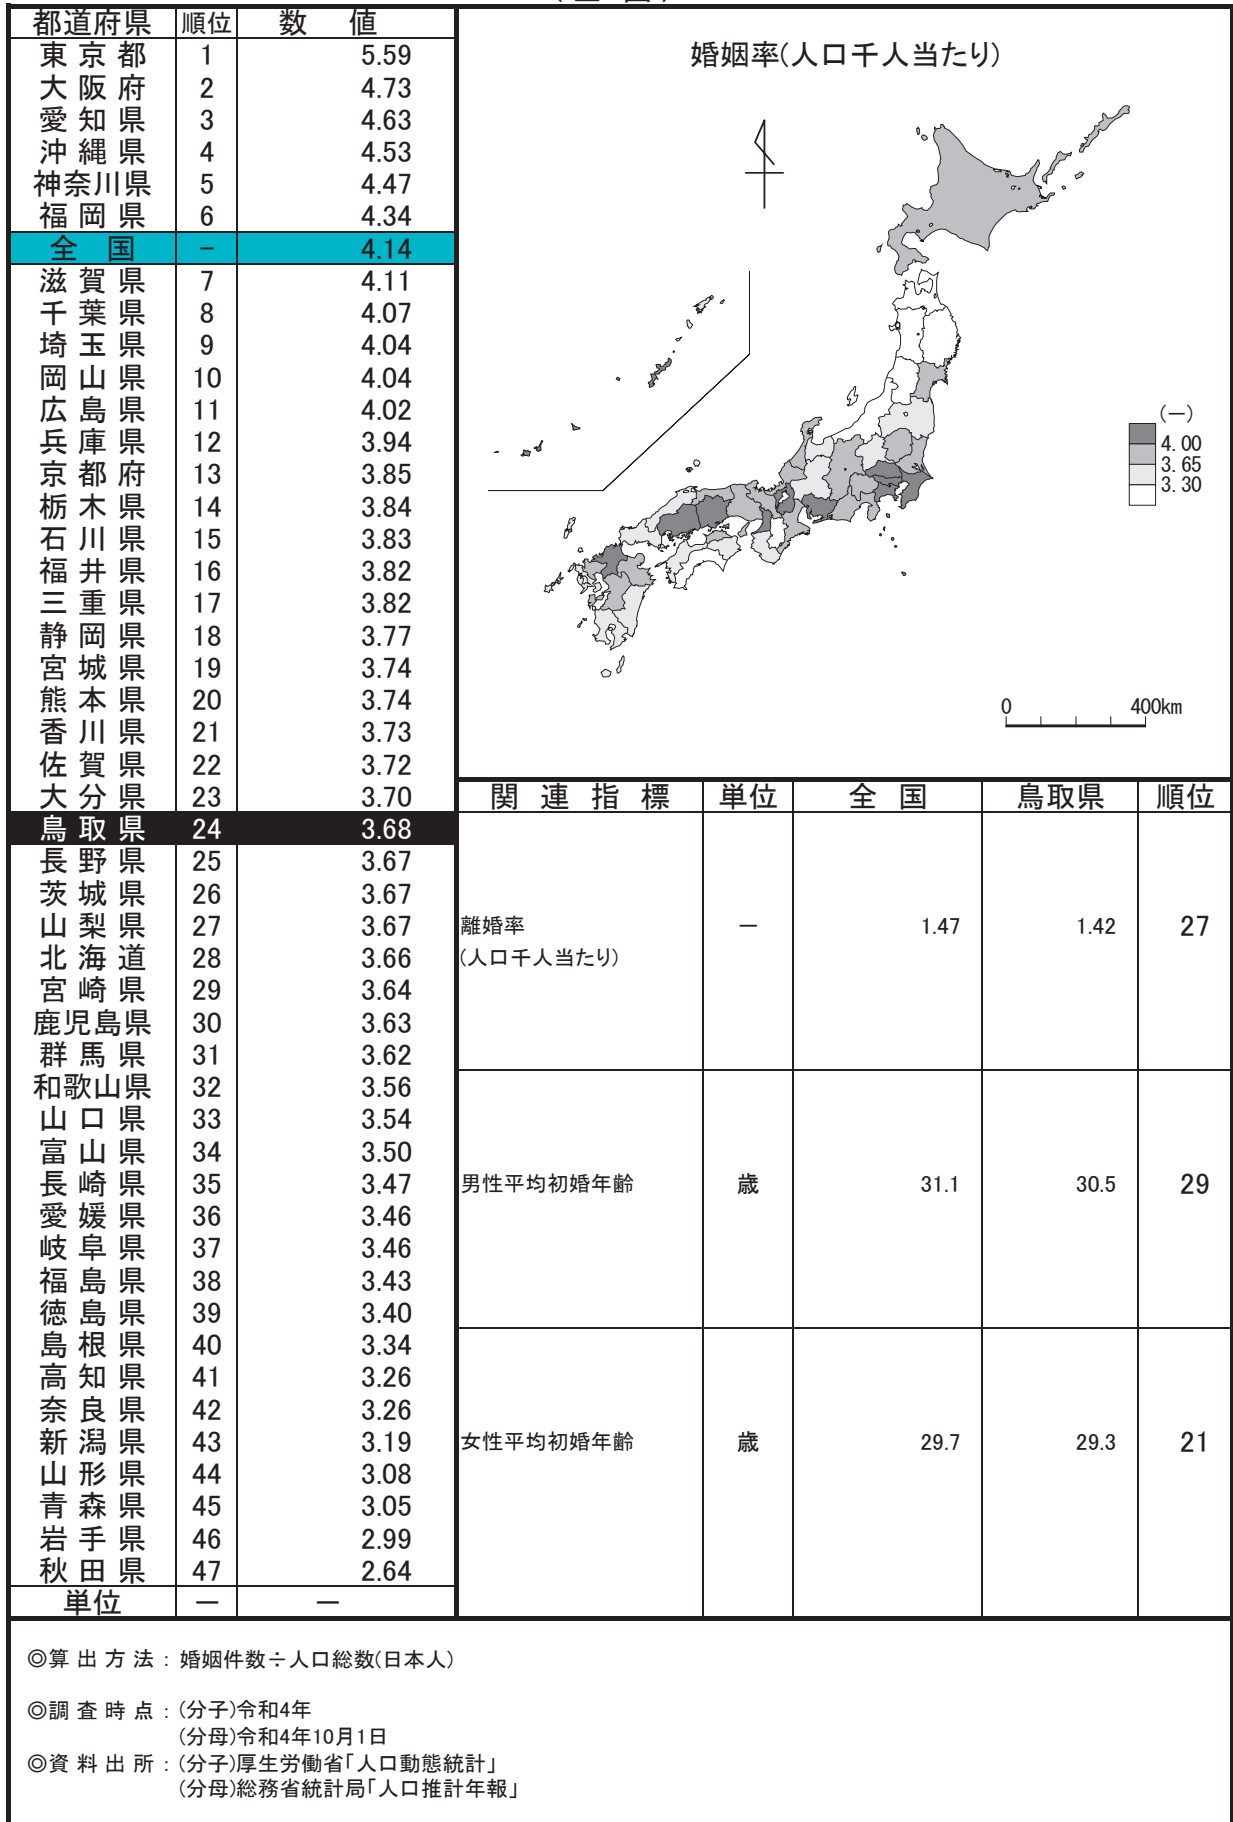 都道府県 順位 数 値
東京都 1 5.59
大阪府 2 4.73
愛知県 3 4.63
沖縄県 4 4.53
神奈川県 5 4.47
福岡県 6 4.34
全国 － 4.14
滋賀県 7 4.11
千葉県 8 4.07
埼玉県 9 4.04
岡山県 10 4.04
広島県 11 4.02
兵庫県 12 3.94
京都府 13 3.85
栃木県 14 3.84
石川県 15 3.83
福井県 16 3.82
三重県 17 3.82
静岡県 18 3.77
宮城県 19 3.74
熊本県 20 3.74
香川県 21 3.73
佐賀県 22 3.72
大分県 23 3.70
鳥取県 24 3.68
長野県 25 3.67
茨城県 26 3.67
山梨県 27 3.67
北海道 28 3.66
宮崎県 29 3.64
鹿児島県 30 3.63
群馬県 31 3.62
和歌山県 32 3.56
山口県 33 3.54
富山県 34 3.50
長崎県 35 3.47
愛媛県 36 3.46
岐阜県 37 3.46
福島県 38 3.43
徳島県 39 3.40
島根県 40 3.34
高知県 41 3.26
奈良県 42 3.26
新潟県 43 3.19
山形県 44 3.08
青森県 45 3.05
岩手県 46 2.99
秋田県 47 2.64
単位 － －
婚姻率(人口千人当たり)
(－)
4.00
3.65
3.30
0 400km
関連指標 単位 全国 鳥取県 順位
離婚率 － 1.47 1.42 27
(人口千人当たり)
男性平均初婚年齢 歳 31.1 30.5 29
女性平均初婚年齢 歳 29.7 29.3 21
◎算出方法：婚姻件数÷人口総数(日本人)
◎調査時点：(分子)令和4年
(分母)令和4年10月1日
◎資料出所：(分子)厚生労働省「人口動態統計」
(分母)総務省統計局「人口推計年報」